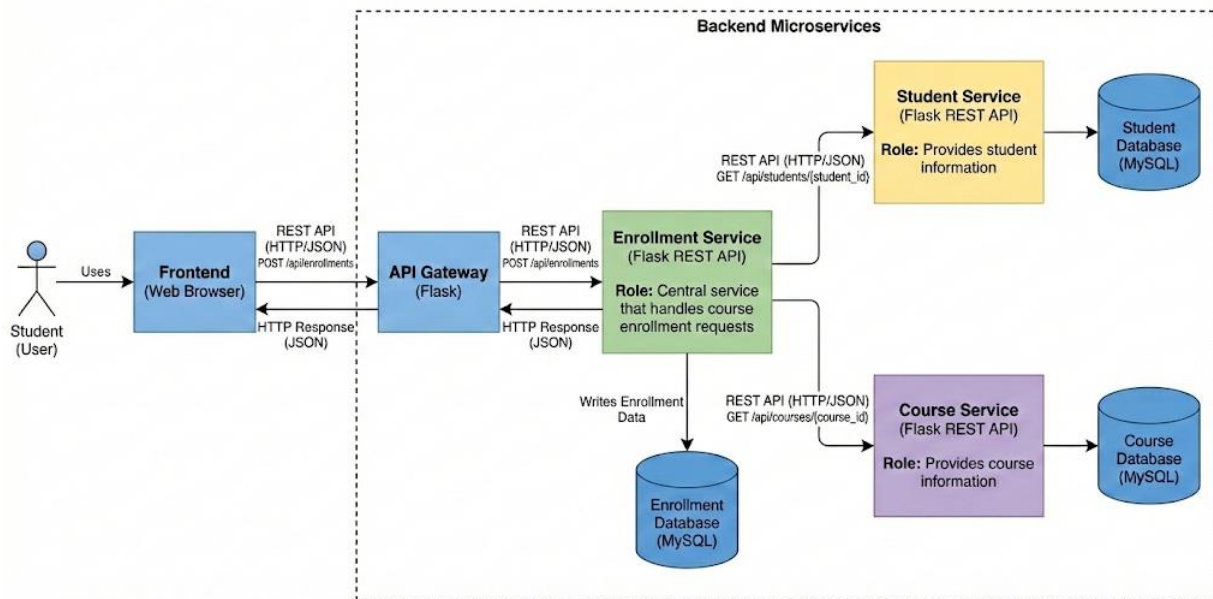 Backend Microservices
Student Service
(Flask REST API)
Role: Provides student
information
Student
Database
(MySQL)
REST API (HTTP/JSON)
GET /api/students/{student_id}
REST API
(HTTP/JSON)
POST /api/enrollments
REST API
(HTTP/JSON)
POST /api/enrollments
Enrollment Service
(Flask REST API)
Role: Central service
that handles course
enrollment requests
Uses
Frontend
(Web Browser)
API Gateway
(Flask)
Student
(User)
HTTP Response
(JSON)
HTTP Response
(JSON)
Writes Enrollment
Data
REST API (HTTP/JSON)
GET /api/courses/{course_id)
Course Service
(Flask REST API)
Role: Provides course
information
Course
Database
(MySQL)
Enrollment
Database
(MySQL)